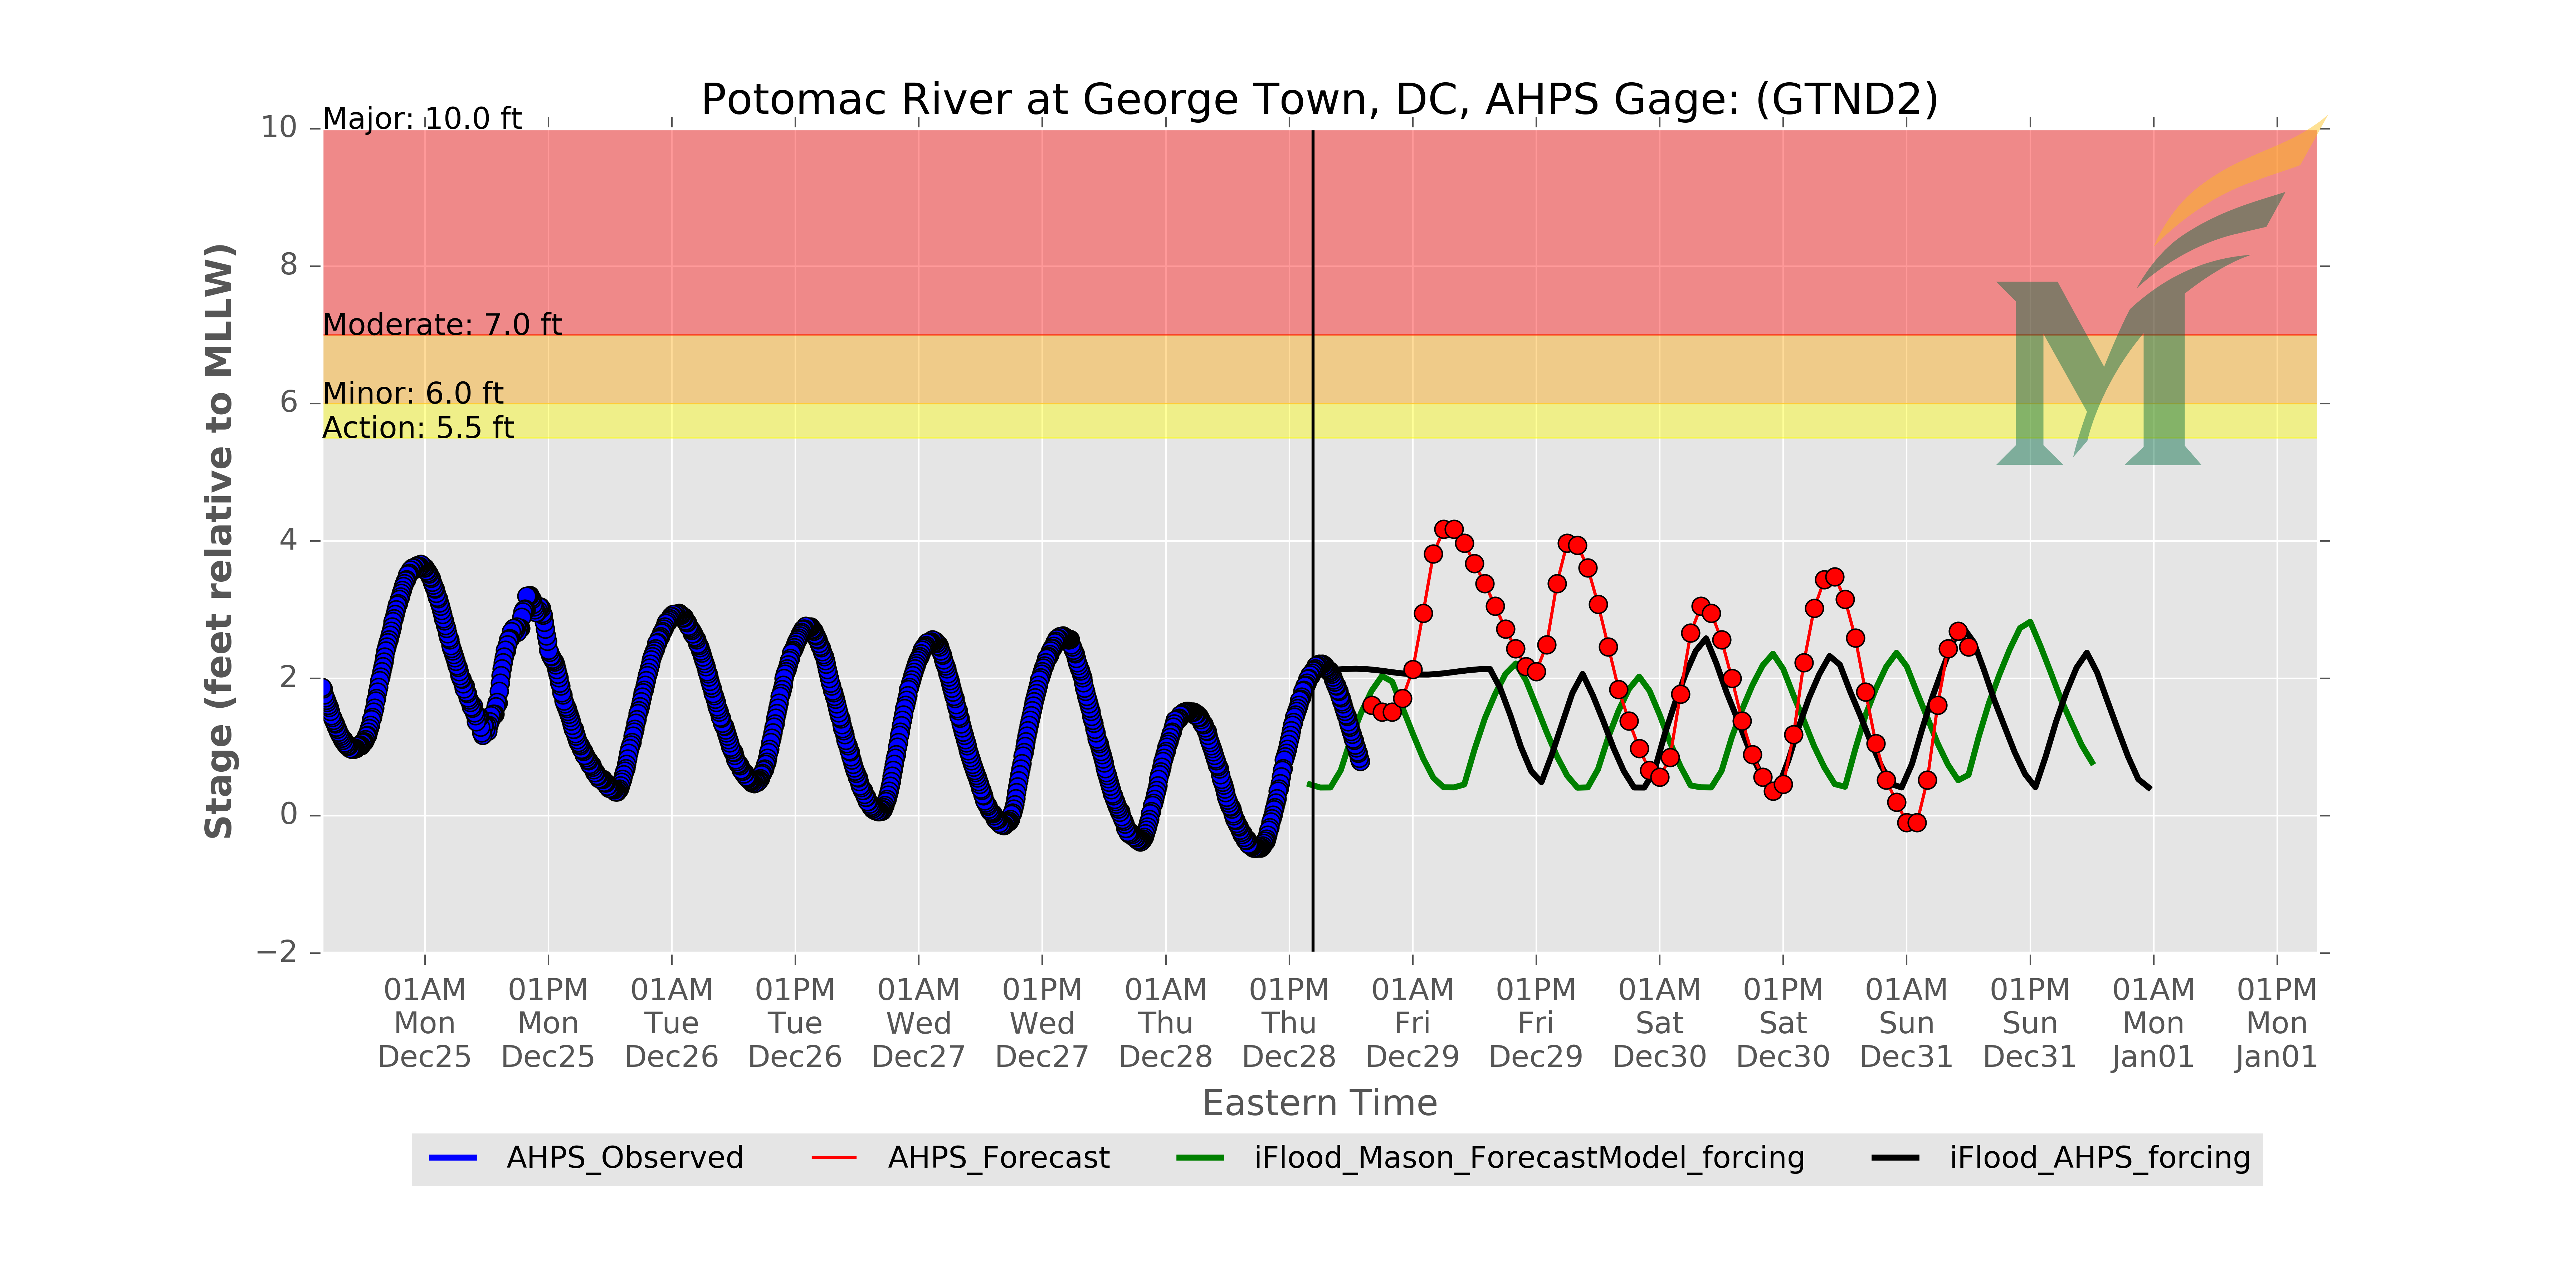 Potomac River at George Town, DC, AHPS Gage: (GTND2)
Major: 10.0 ft
Moderate: 7.0 ft
Minor: 6.0 ft
Action: 5.5 ft
10
8
6
4
2
0
−2
Stage (feet relative to MLLW)
01AM 01PM 01AM 01PM 01AM 01PM 01AM 01PM 01AM 01PM 01AM 01PM 01AM 01PM 01AM 01PM
Mon Mon Tue Tue Wed Wed Thu Thu Fri Fri Sat Sat Sun Sun Mon Mon
Dec25 Dec25 Dec26 Dec26 Dec27 Dec27 Dec28 Dec28 Dec29 Dec29 Dec30 Dec30 Dec31 Dec31 Jan01 Jan01
Eastern Time
AHPS_Observed AHPS_Forecast iFlood_Mason_ForecastModel_forcing iFlood_AHPS_forcing
M